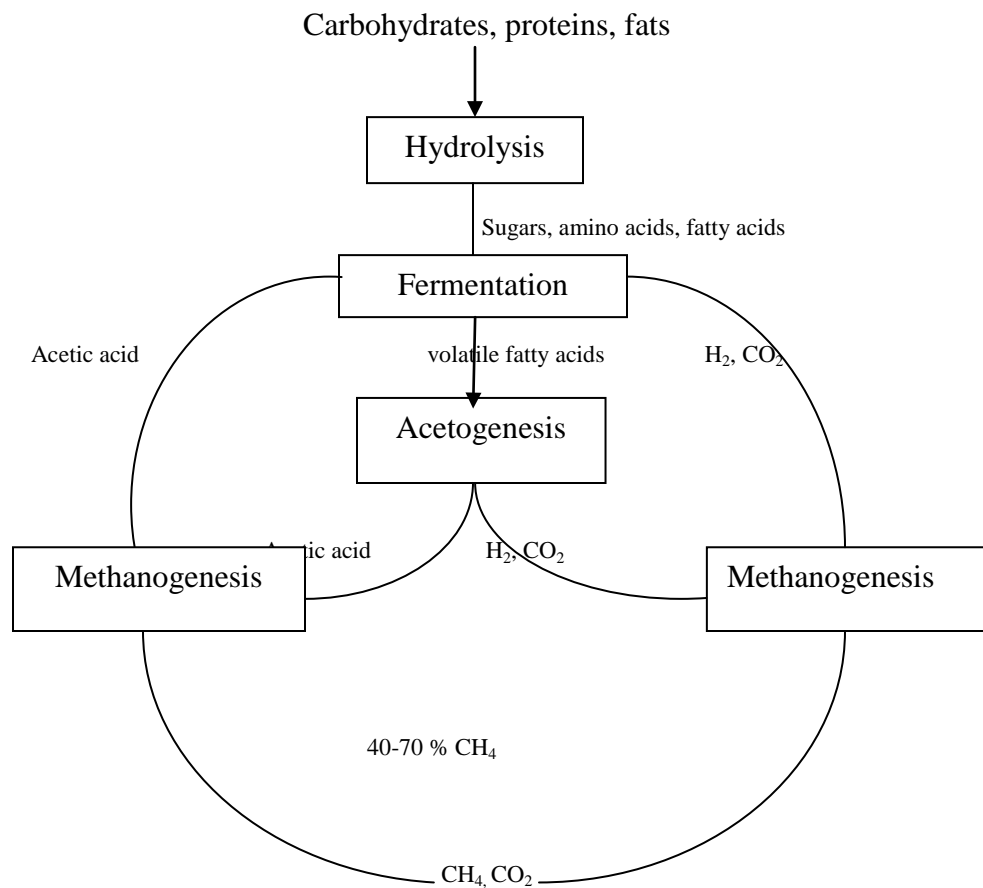 Carbohydrates, proteins, fats
Hydrolysis
Sugars, amino acids, fatty acids
Fermentation
Acetic acid
volatile fatty acids
H₂, CO₂
Acetogenesis
acid
H₂, CO₂
Methanogenesis
Methanogenesis
40-70 % CH₄
CH₄, CO₂